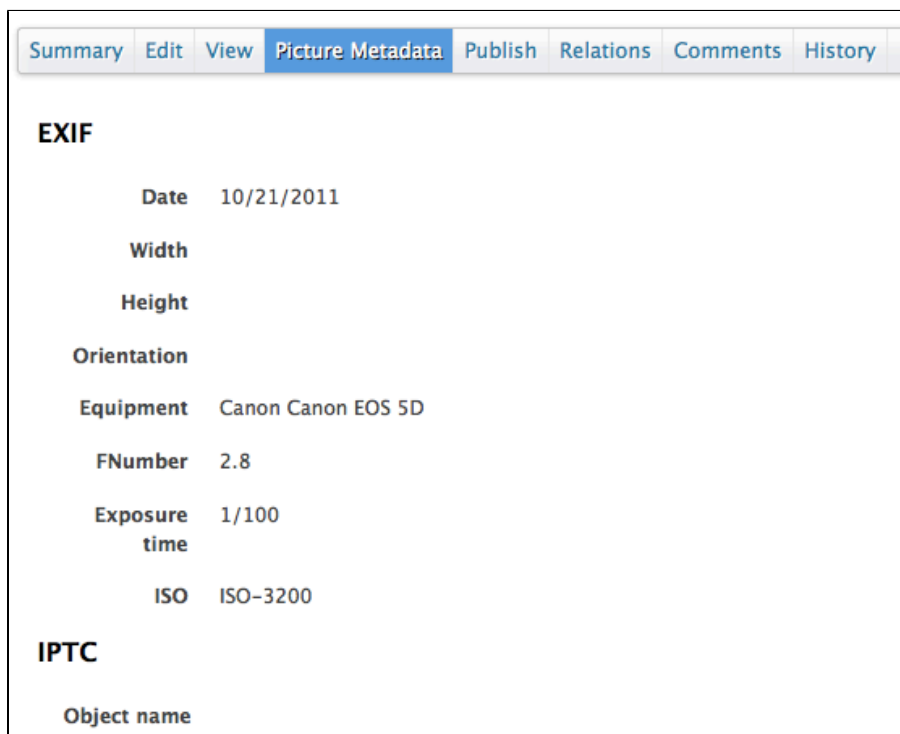 Summary Edit View Picture Metadata Publish Relations Comments History
EXIF
Date 10/21/2011
Width
Height
Orientation
Equipment Canon Canon EOS 5D
FNumber 2.8
Exposure 1/100
time
ISO ISO-3200
IPTC
Object name